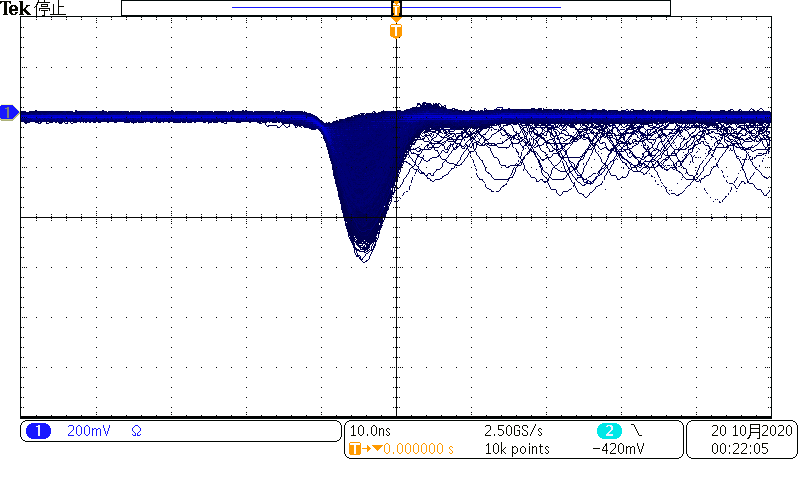 Tek 停止
T
T
1
1 200mV Ω
10.0ns 2.50GS/s 2
T→▼0.000000 s 10k points −420mV
20 10月2020
00:22:05